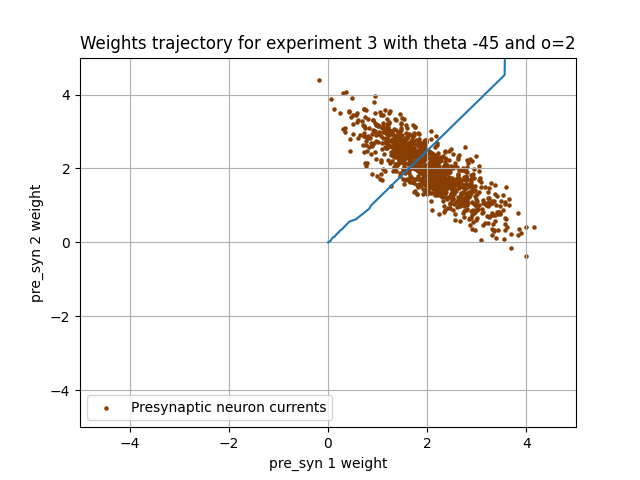 Weights trajectory for experiment 3 with theta -45 and o=2
4
2
0
−2
−4
pre_syn 2 weight
Presynaptic neuron currents
−4 −2 0 2 4
pre_syn 1 weight